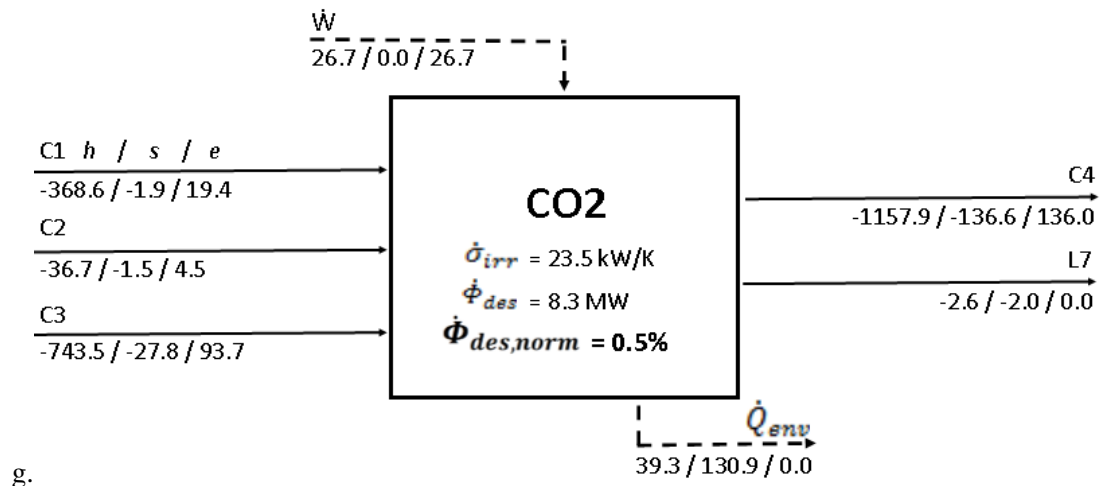 Ẇ
26.7 / 0.0 / 26.7
C1 h / s / e
-368.6 / -1.9 / 19.4
C2
-36.7 / -1.5 / 4.5
C3
-743.5 / -27.8 / 93.7
CO2
σ̇irr = 23.5 kW/K
Φ̇des = 8.3 MW
Φ̇des,norm = 0.5%
C4
-1157.9 / -136.6 / 136.0
L7
-2.6 / -2.0 / 0.0
Q̇env
39.3 / 130.9 / 0.0
g.